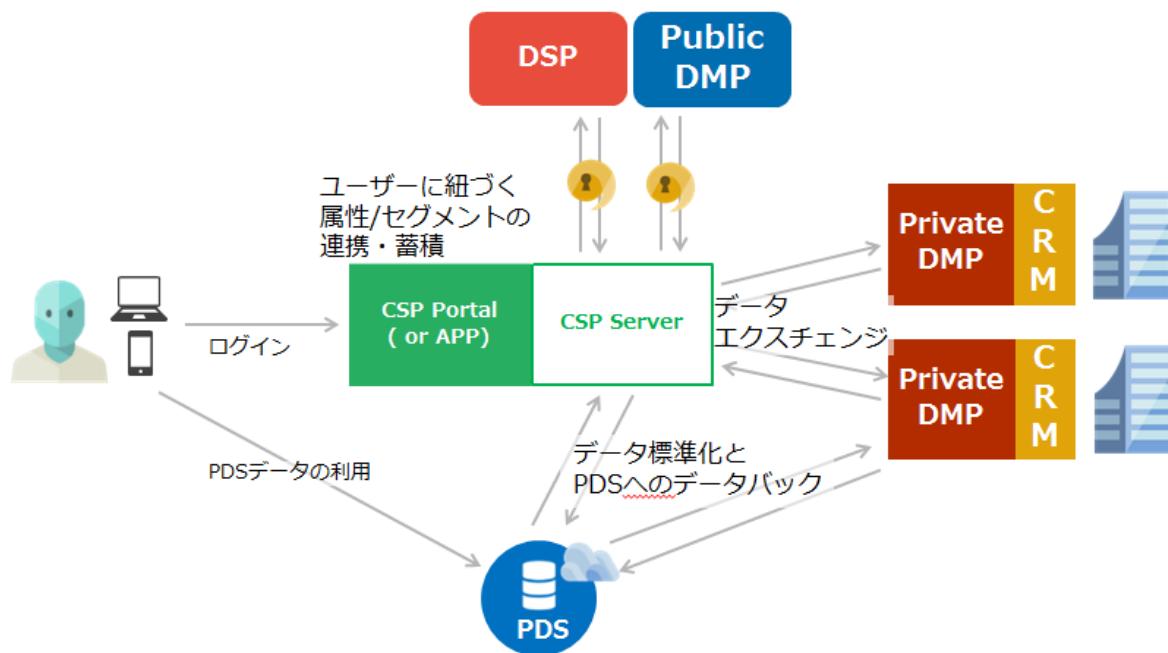 DSP
Public
DMP
ユーザーに紐づく
属性/セグメントの
連携・蓄積
Private
DMP
C
R
M
CSP Portal
( or APP)
CSP Server
データ
エクスチェンジ
ログイン
Private
DMP
C
R
M
PDSデータの利用
データ標準化と
PDSへのデータバック
PDS